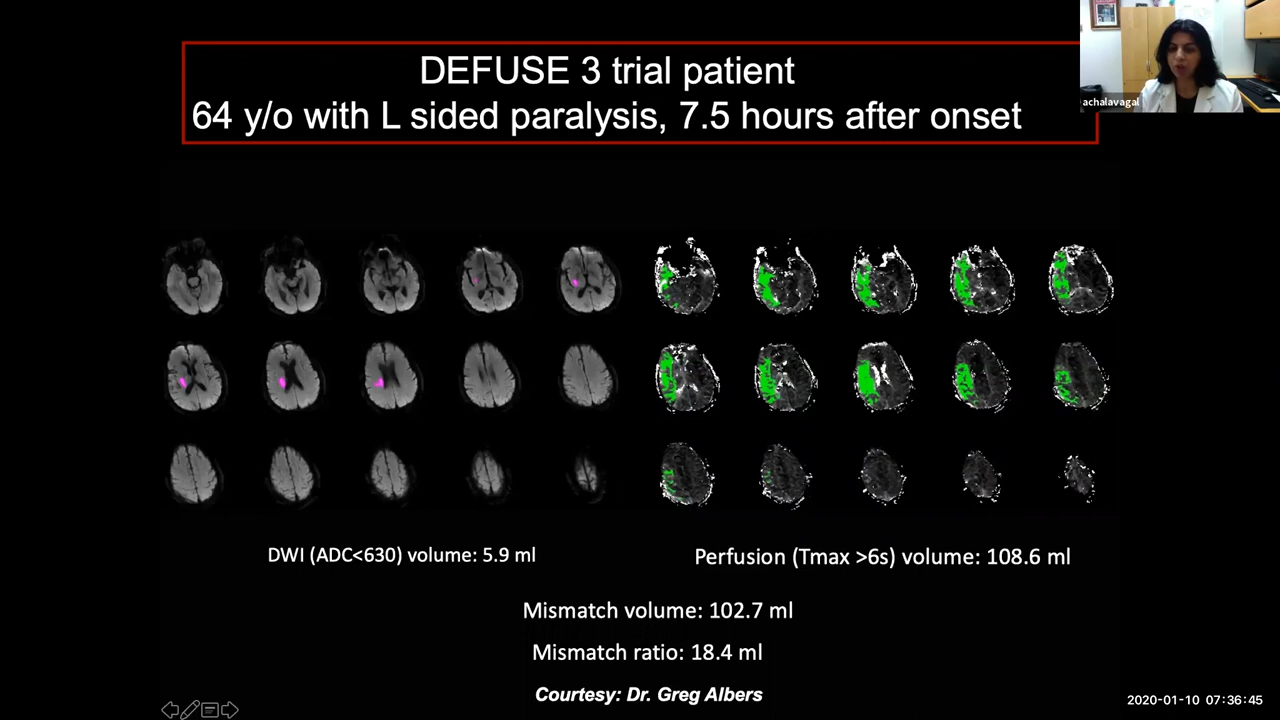 DEFUSE 3 trial patient
64 y/o with L sided paralysis, 7.5 hours after onset
achalavagal
DWI (ADC<630) volume: 5.9 ml
Perfusion (Tmax >6s) volume: 108.6 ml
Mismatch volume: 102.7 ml
Mismatch ratio: 18.4 ml
Courtesy: Dr. Greg Albers
2020-01-10 07:36:45